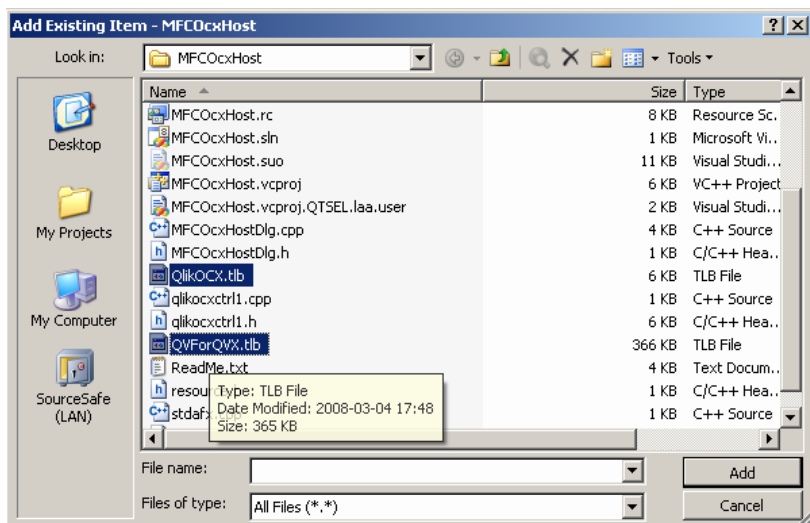 Add Existing Item - MFCOcxHost
Look in:
MFCOcxHost
Tools
Name Size Type
MFCOcxHost.rc 8 KB Resource Sc.
MFCOcxHost.sln 1 KB Microsoft Vi..
MFCOcxHost.suo 11 KB Visual Studi...
MFCOcxHost.vcproj 6 KB VC++ Project
MFCOcxHost.vcproj.QTSEL.laa.user 2 KB Visual Studi...
MFCOcxHostDlg.cpp 4 KB C++ Source
MFCOcxHostDlg.h 1 KB C/C++ Hea..
QlikOCX.tlb 6 KB TLB File
qlikocxctrl1.cpp 1 KB C++ Source
qlikocxctrl1.h 6 KB C/C++ Hea..
QVForQVX.tlb 366 KB TLB File
ReadMe.txt 4 KB Text Docum..
resour 1 KB C/C++ Hea..
stdaf 1 KB C++ Source
Type: TLB File
Date Modified: 2008-03-04 17:48
Size: 365 KB
Desktop
My Projects
My Computer
SourceSafe
(LAN)
File name:
Add
Files of type:
All Files (*.*)
Cancel